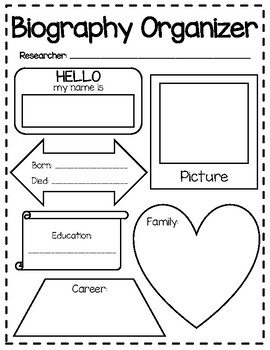 Biography Organizer
Researcher:
HELLO
my name is
Picture
Born:
Died:
Education:
Family:
Career: